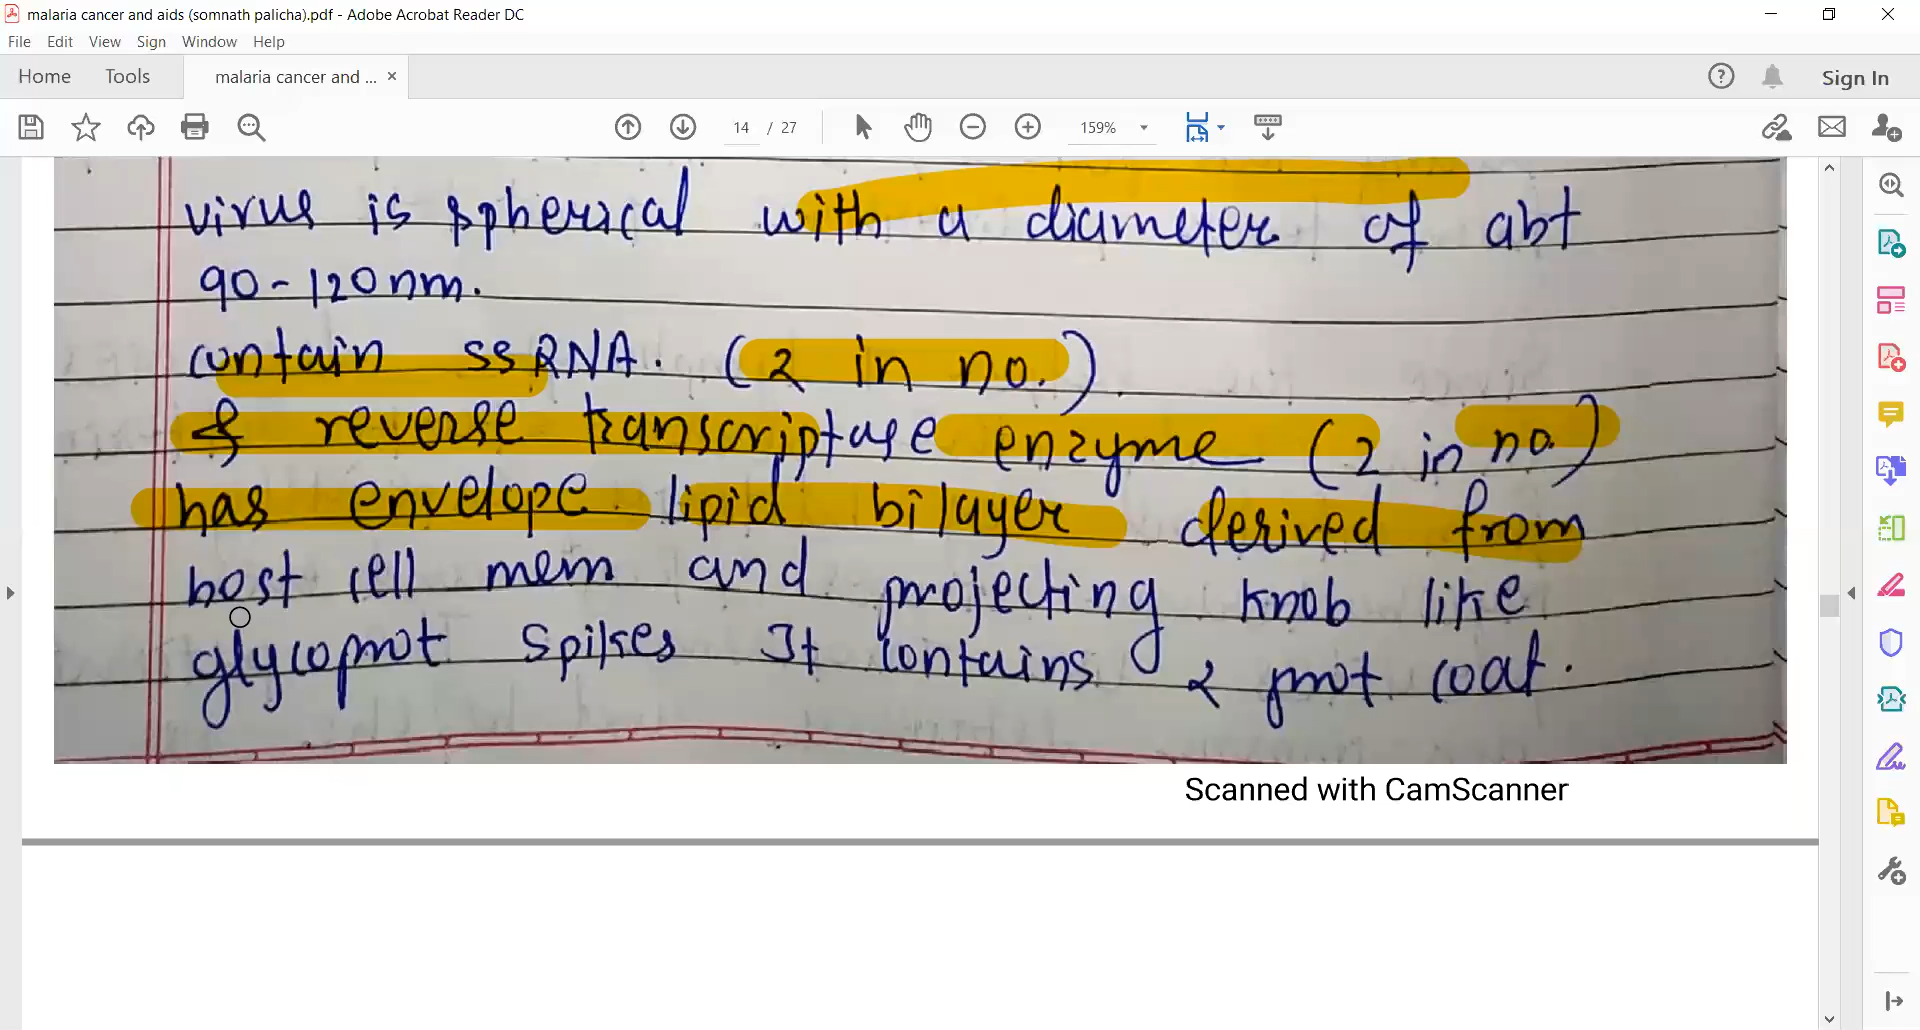 malaria cancer and aids (somnath palicha).pdf - Adobe Acrobat Reader DC
File Edit View Sign Window Help
Home Tools malaria cancer and ... × Sign In
14 / 27 159%
virus is spherical with a diameter of abt
90-120nm.
contain ssRNA. (2 in no.)
& reverse transcriptase enzyme (2 in no.)
has envelope lipid bilayer derived from
host cell mem and projecting knob like
glycoprot spikes It contains 2 prot coat.
Scanned with CamScanner